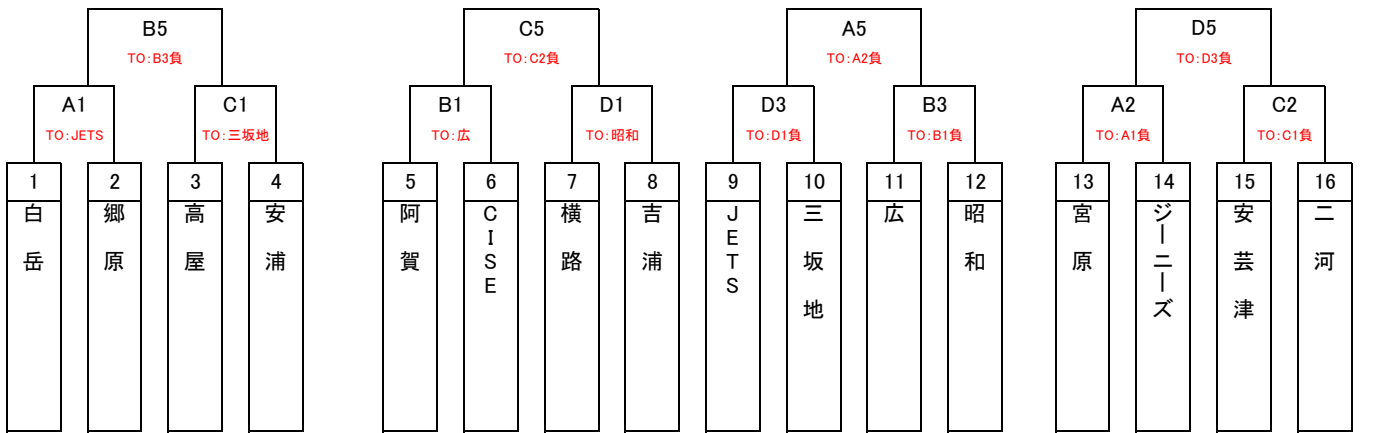 B5 C5 A5 D5
TO:B3負 TO:C2負 TO:A2負 TO:D3負
A1 C1 B1 D1 D3 B3 A2 C2
TO:JETS TO:三坂地 TO:広 TO:昭和 TO:D1負 TO:B1負 TO:A1負 TO:C1負
1 2 3 4 5 6 7 8 9 10 11 12 13 14 15 16
白岳
郷原
高屋
安浦
阿賀
CISE
横路
吉浦
JETS
三坂地
広
昭和
宮原
ジーニーズ
安芸津
二河